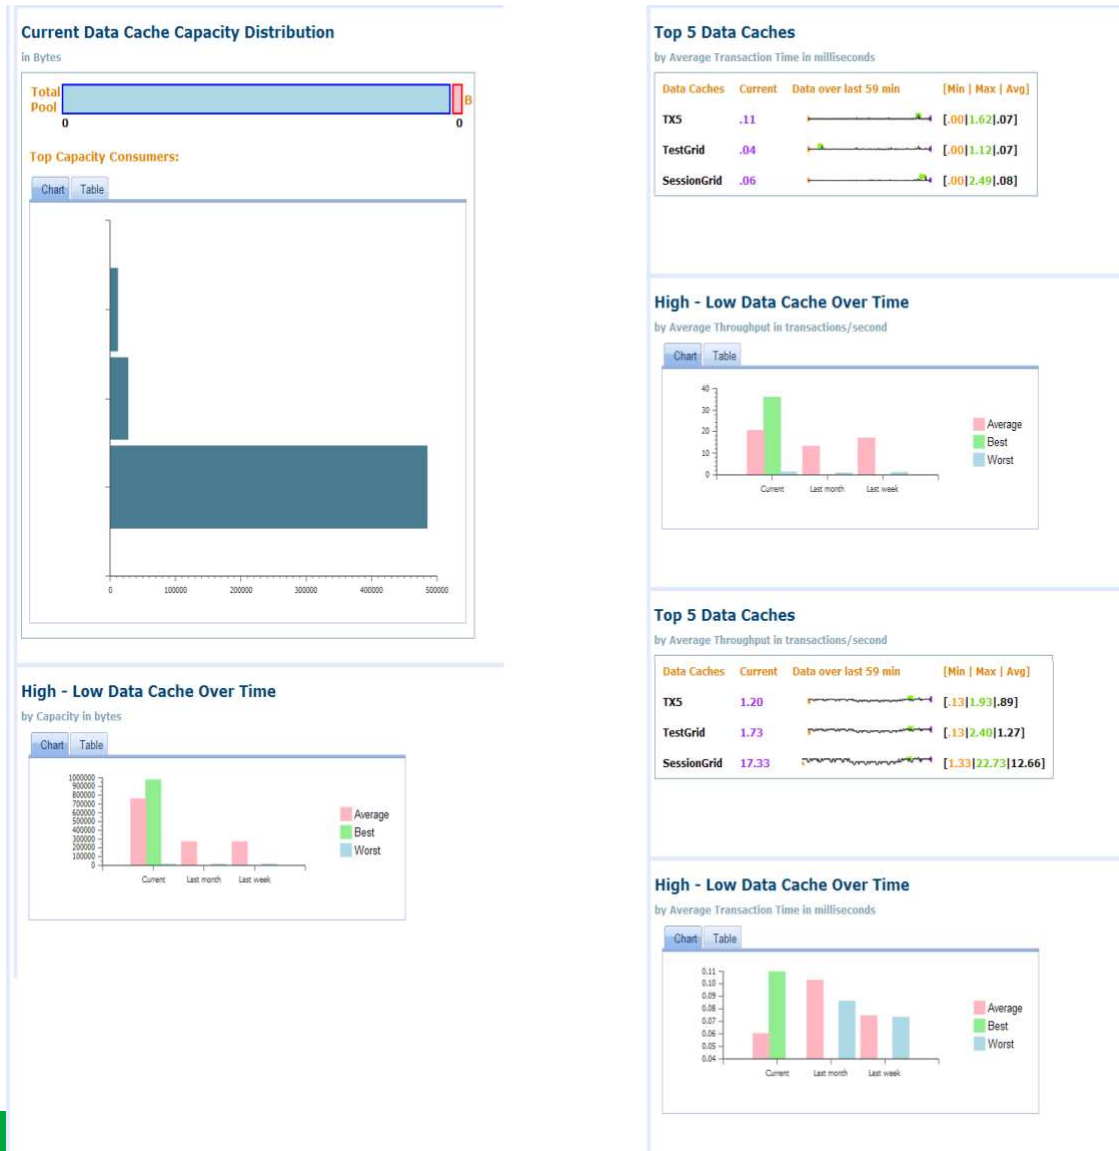 Current Data Cache Capacity Distribution
in Bytes
Total
Pool
B
0 0
Top Capacity Consumers:
Chart Table
0 100000 200000 300000 400000 500000
High - Low Data Cache Over Time
by Capacity in bytes
Chart Table
1000000
900000
800000
700000
600000
500000
400000
300000
200000
100000
0
Current Last month Last week
Average
Best
Worst
Top 5 Data Caches
by Average Transaction Time in milliseconds
Data Caches Current Data over last 59 min [Min | Max | Avg]
TX5 .11 [.00|1.62|.07]
TestGrid .04 [.00|1.12|.07]
SessionGrid .06 [.00|2.49|.08]
High - Low Data Cache Over Time
by Average Throughput in transactions/second
Chart Table
40
30
20
10
0
Current Last month Last week
Average
Best
Worst
Top 5 Data Caches
by Average Throughput in transactions/second
Data Caches Current Data over last 59 min [Min | Max | Avg]
TX5 1.20 [.13|1.93|.89]
TestGrid 1.73 [.13|2.40|1.27]
SessionGrid 17.33 [1.33|22.73|12.66]
High - Low Data Cache Over Time
by Average Transaction Time in milliseconds
Chart Table
0.11
0.10
0.09
0.08
0.07
0.06
0.05
0.04
Current Last month Last week
Average
Best
Worst